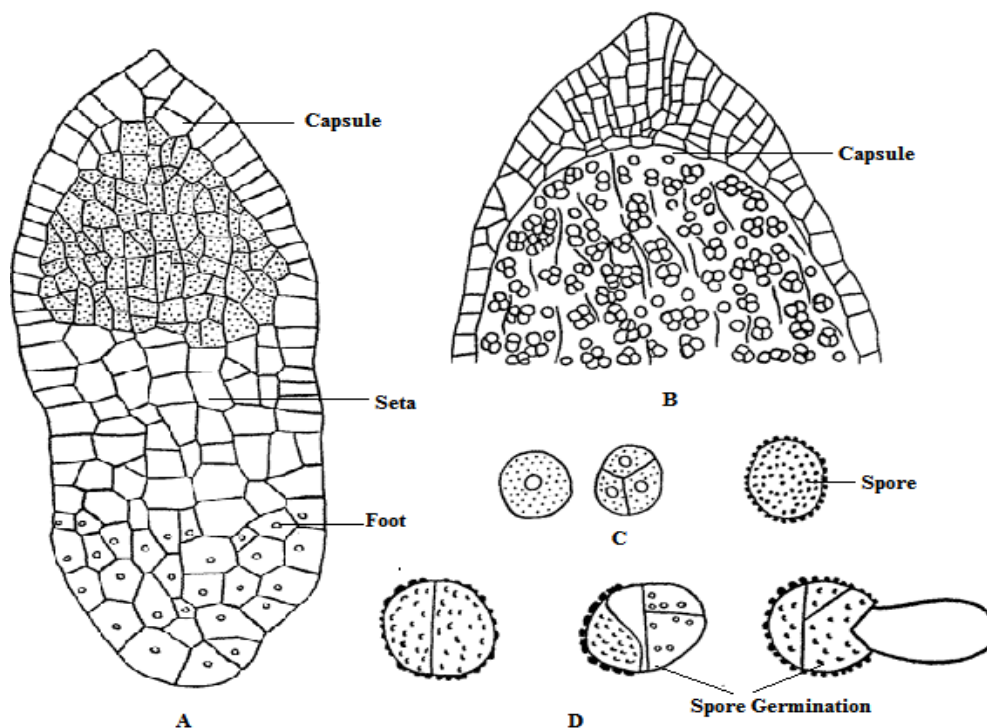 Capsule
Capsule
Seta
B
Spore
Foot
C
Spore Germination
A
D